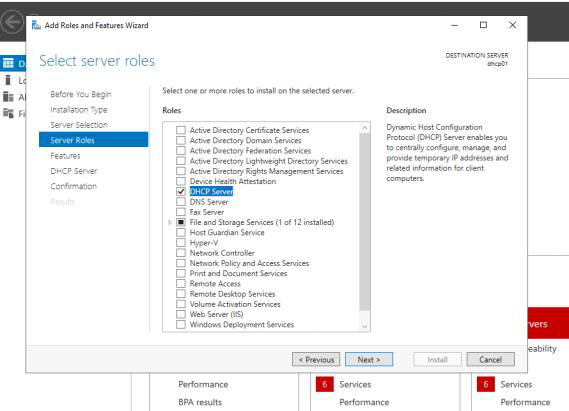 Add Roles and Features Wizard
Select server roles
DESTINATION SERVER
dhcp01
Before You Begin
Installation Type
Server Selection
Server Roles
Features
DHCP Server
Confirmation
Results
Select one or more roles to install on the selected server.
Roles
Active Directory Certificate Services
Active Directory Domain Services
Active Directory Federation Services
Active Directory Lightweight Directory Services
Active Directory Rights Management Services
Device Health Attestation
DHCP Server
DNS Server
Fax Server
File and Storage Services (1 of 12 installed)
Host Guardian Service
Hyper-V
Network Controller
Network Policy and Access Services
Print and Document Services
Remote Access
Remote Desktop Services
Volume Activation Services
Web Server (IIS)
Windows Deployment Services
Description
Dynamic Host Configuration
Protocol (DHCP) Server enables you
to centrally configure, manage, and
provide temporary IP addresses and
related information for client
computers.
< Previous
Next >
Install
Cancel
Performance
BPA results
6 Services
Performance
6 Services
Performance